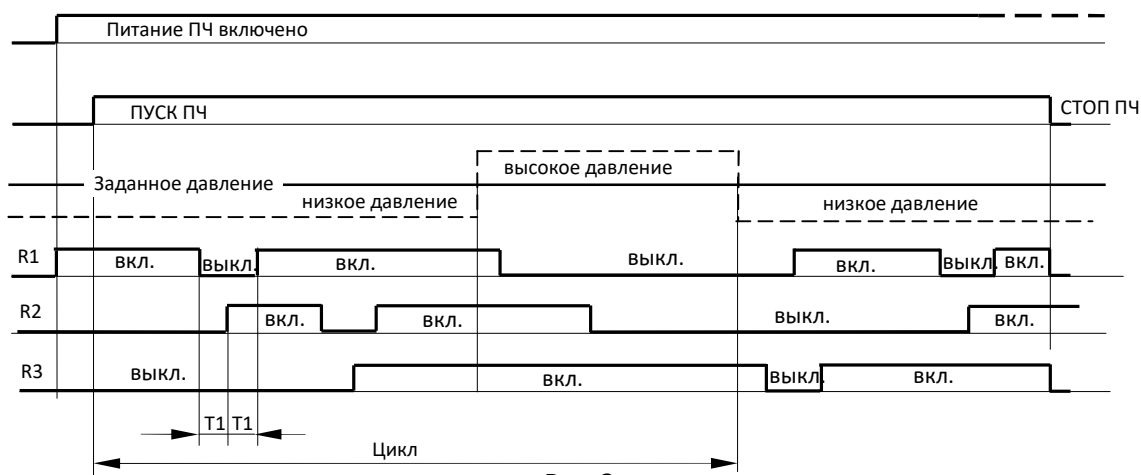 Питание ПЧ включено
ПУСК ПЧ
СТОП ПЧ
высокое давление
Заданное давление
низкое давление
низкое давление
R1
вкл.
выкл.
вкл.
выкл.
вкл.
выкл.
вкл.
R2
вкл.
вкл.
выкл.
вкл.
R3
выкл.
вкл.
выкл.
вкл.
T1
T1
Цикл